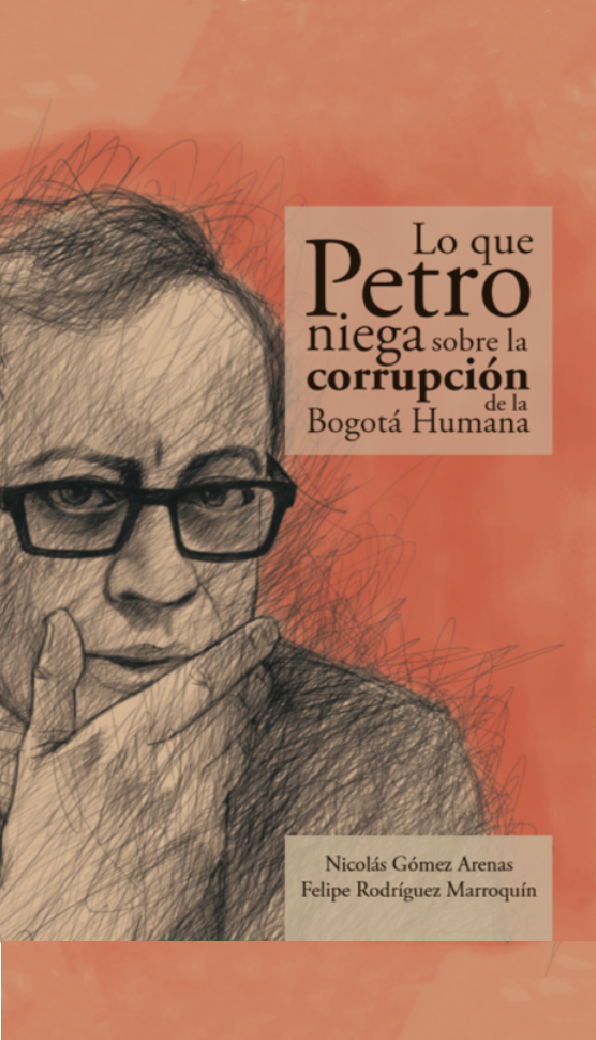 Lo que
Petro
niega sobre la
corrupción
de la
Bogotá Humana
Nicolás Gómez Arenas
Felipe Rodríguez Marroquín